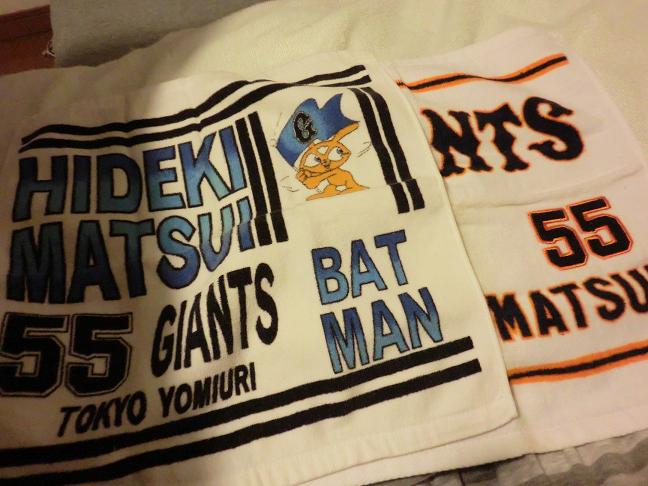 HIDEKI
MATSUI
55 GIANTS
TOKYO YOMIURI
G
BAT
MAN
NTS
55
MATSU